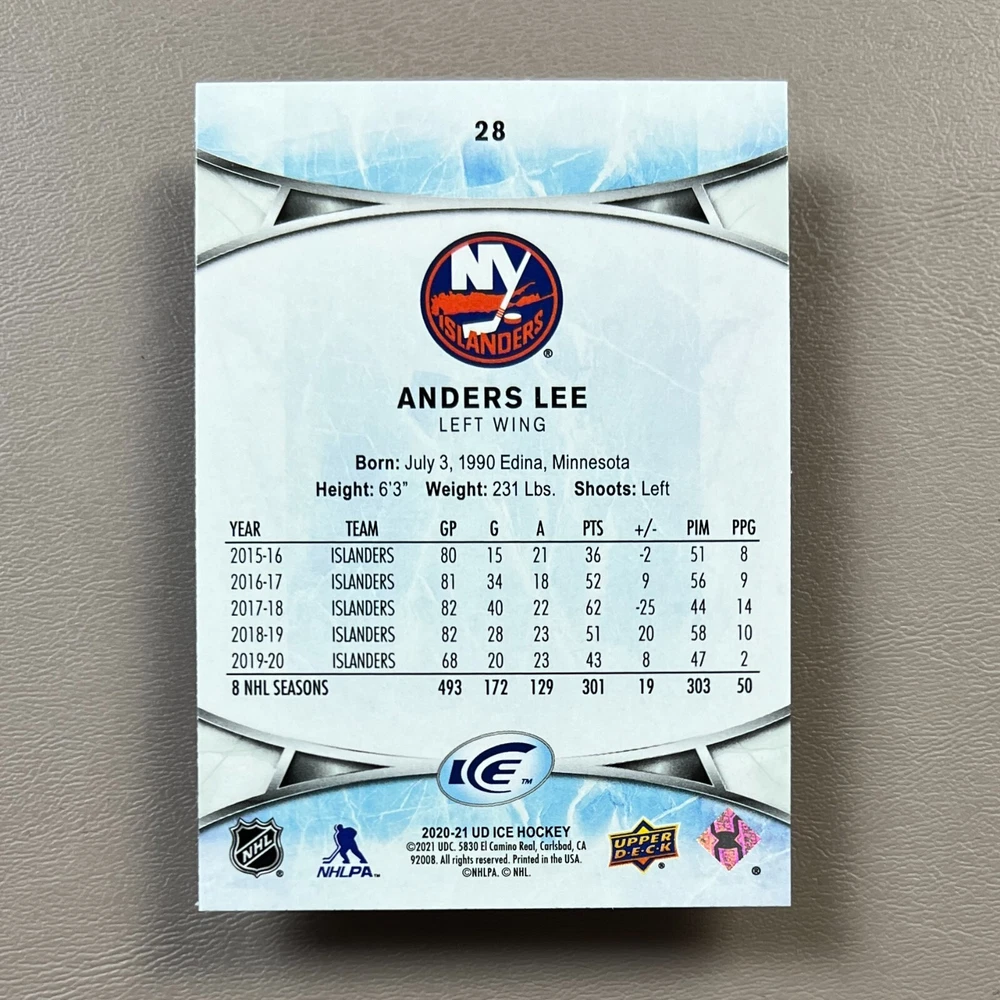 28
NY
ISLANDERS
®
ANDERS LEE
LEFT WING
Born: July 3, 1990 Edina, Minnesota
Height: 6'3" Weight: 231 Lbs. Shoots: Left
YEAR TEAM GP G A PTS +/- PIM PPG
2015-16 ISLANDERS 80 15 21 36 -2 51 8
2016-17 ISLANDERS 81 34 18 52 9 56 9
2017-18 ISLANDERS 82 40 22 62 -25 44 14
2018-19 ISLANDERS 82 28 23 51 20 58 10
2019-20 ISLANDERS 68 20 23 43 8 47 2
8 NHL SEASONS 493 172 129 301 19 303 50
ICE™
2020-21 UD ICE HOCKEY
©2021 UDC. 5830 El Camino Real, Carlsbad, CA
92008. All rights reserved. Printed in the USA.
©NHLPA. © NHL.
NHL ®
NHLPA™
UPPER
D·E·C·K ®
®